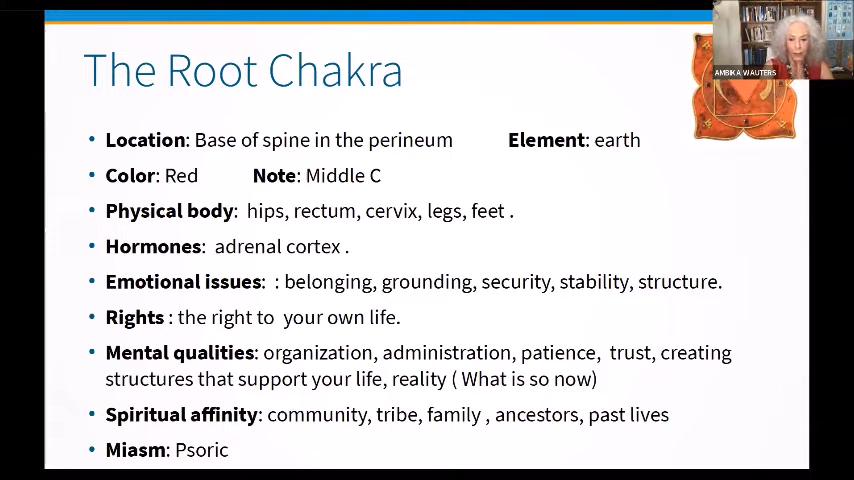 AMBIKA WAUTERS
The Root Chakra
• Location: Base of spine in the perineum Element: earth
• Color: Red Note: Middle C
• Physical body: hips, rectum, cervix, legs, feet .
• Hormones: adrenal cortex .
• Emotional issues: : belonging, grounding, security, stability, structure.
• Rights : the right to your own life.
• Mental qualities: organization, administration, patience, trust, creating
structures that support your life, reality ( What is so now)
• Spiritual affinity: community, tribe, family , ancestors, past lives
• Miasm: Psoric